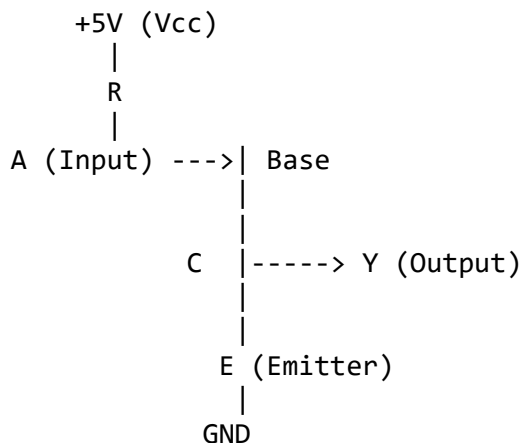 +5V (Vcc)
|
R
|
A (Input) --->| Base
|
|
C |-----> Y (Output)
|
|
E (Emitter)
|
GND